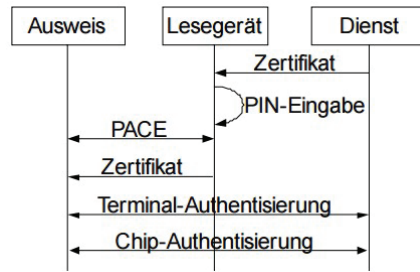 Ausweis Lesegerät Dienst
Zertifikat
PIN-Eingabe
PACE
Zertifikat
Terminal-Authentisierung
Chip-Authentisierung